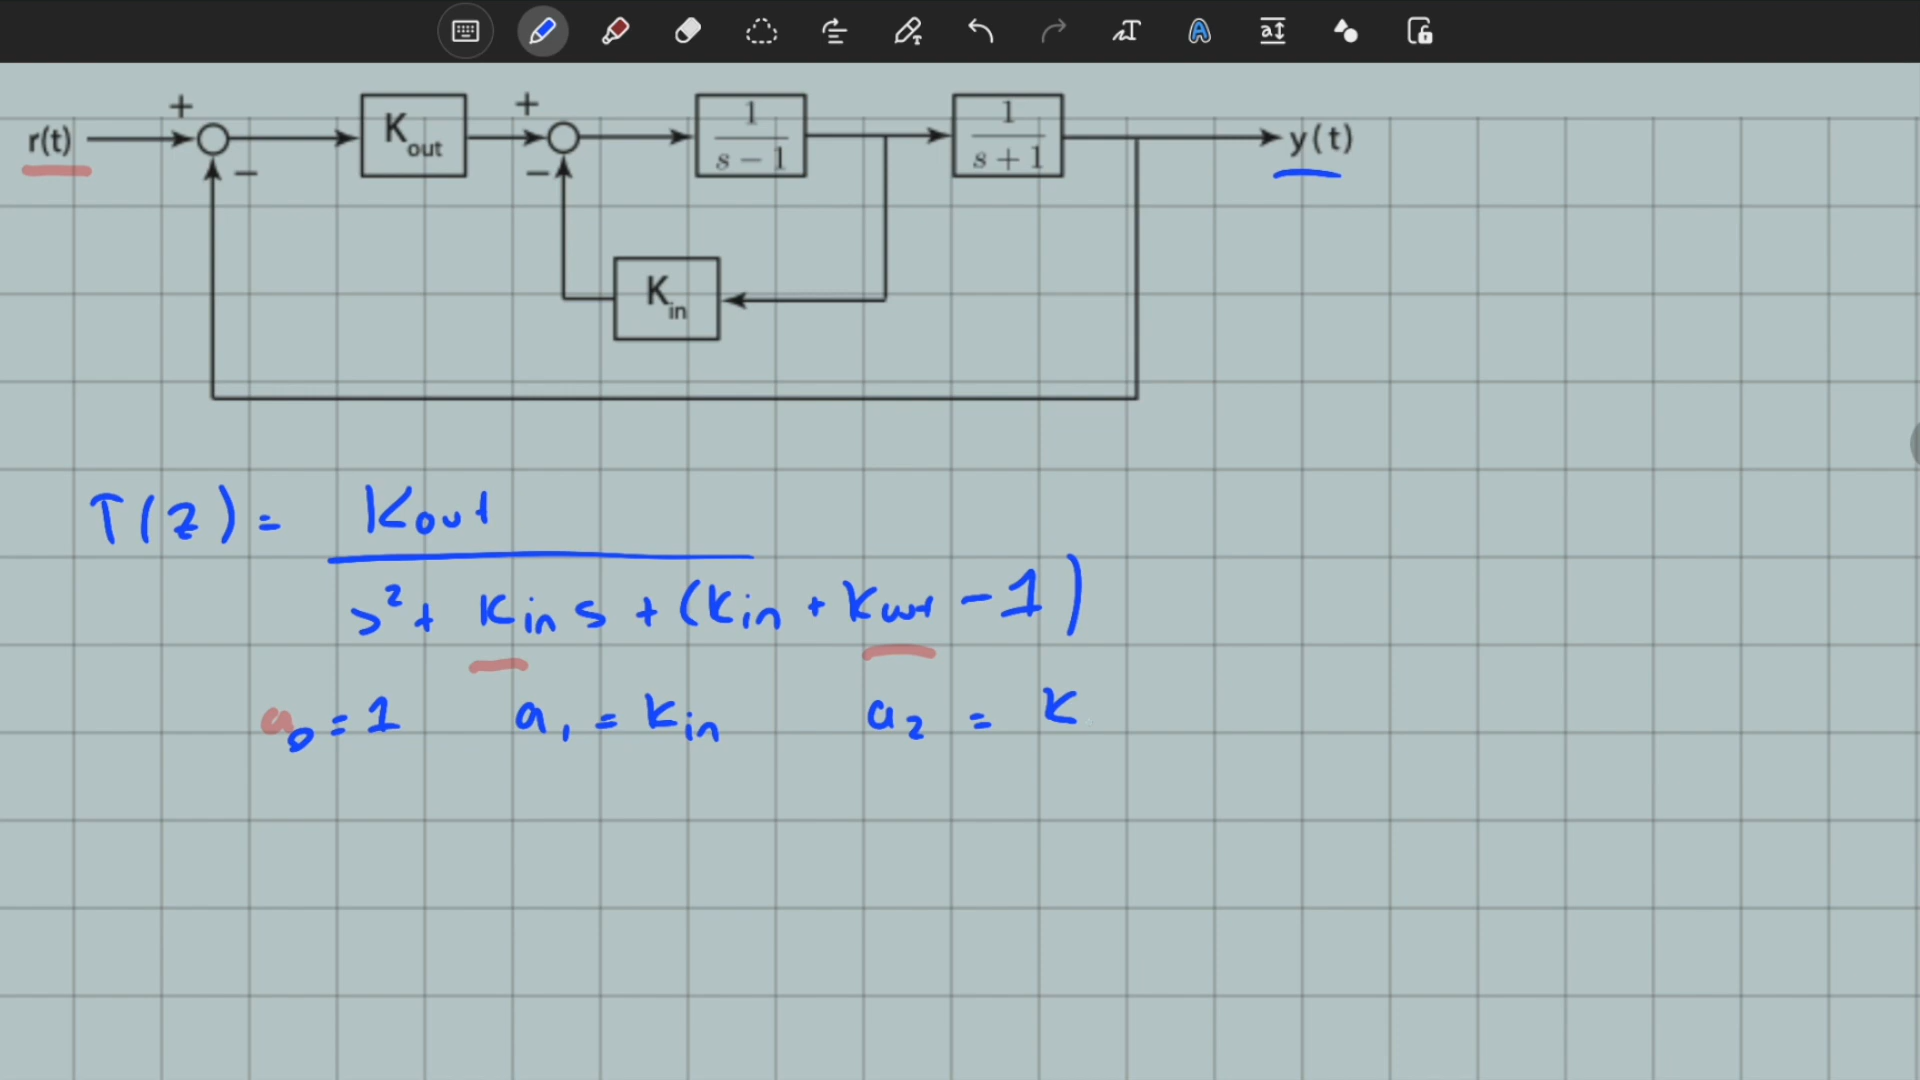 r(t) + − K_out + − 1/(s − 1) 1/(s + 1) y(t)
K_in
T(z) = Kout
s² + Kin s + (Kin + Kout − 1)
a₀ = 1 a₁ = Kin a₂ = K